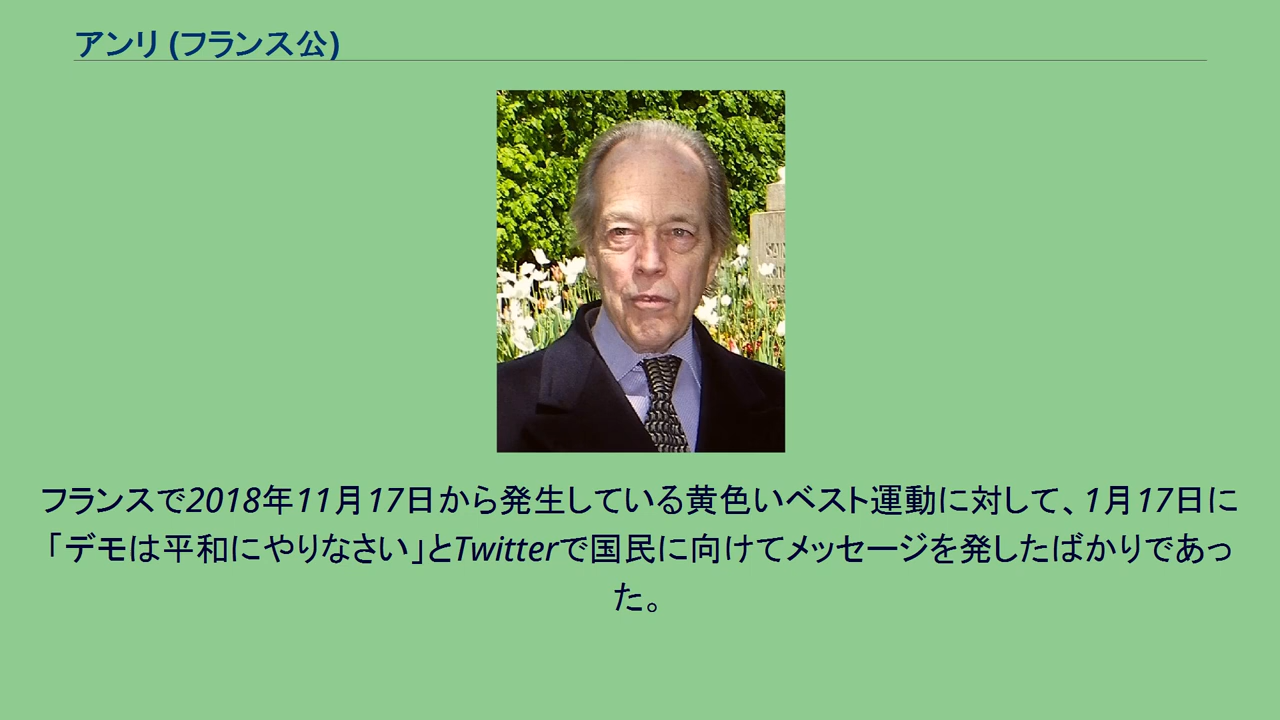 アンリ (フランス公)
フランスで2018年11月17日から発生している黄色いベスト運動に対して、1月17日に
「デモは平和にやりなさい」とTwitterで国民に向けてメッセージを発したばかりであっ
た。